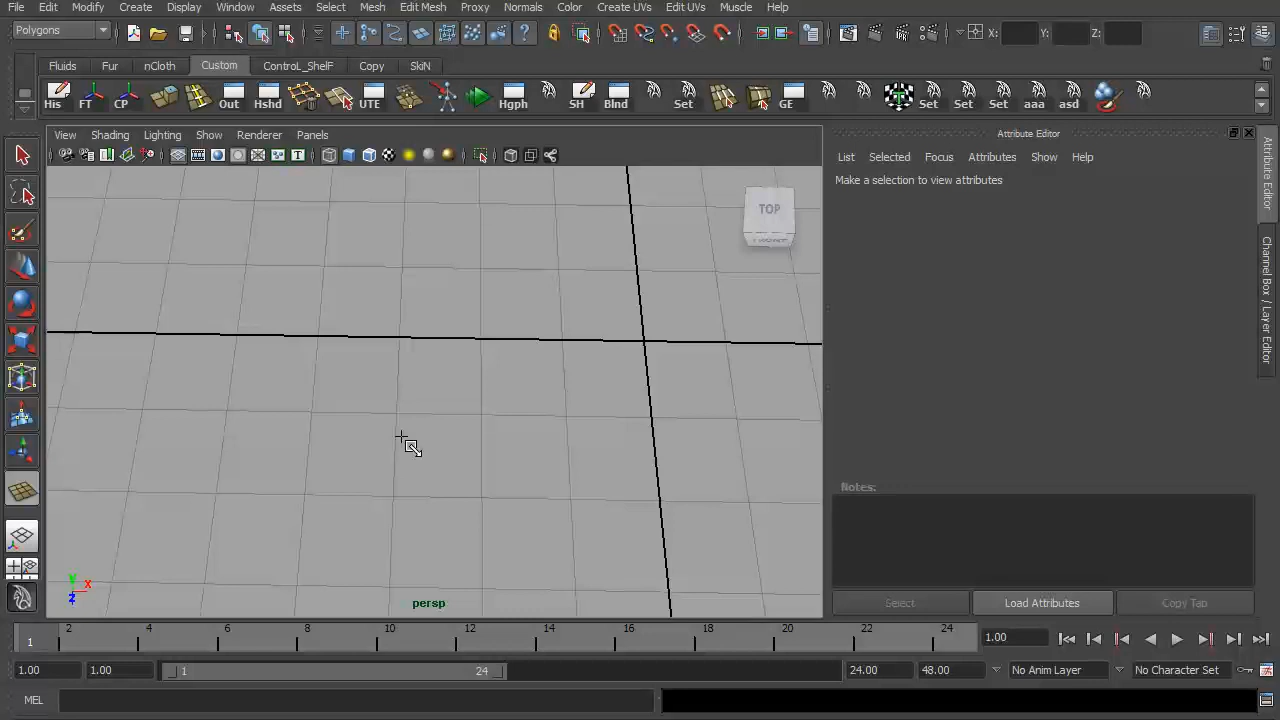 File Edit Modify Create Display Window Assets Select Mesh Edit Mesh Proxy Normals Color Create UVs Edit UVs Muscle Help
Polygons X: Y: Z:
Fluids Fur nCloth Custom ControL_ShelF Copy SkiN
His FT CP Out Hshd UTE Hgph SH Blnd Set GE Set Set Set aaa asd
View Shading Lighting Show Renderer Panels
TOP
persp
Y X Z
Attribute Editor
List Selected Focus Attributes Show Help
Make a selection to view attributes
Notes:
Select Load Attributes Copy Tab
Attribute Editor
Channel Box / Layer Editor
1 2 4 6 8 10 12 14 16 18 20 22 24 1.00
1.00 1.00 1 24 24.00 48.00 No Anim Layer No Character Set
MEL